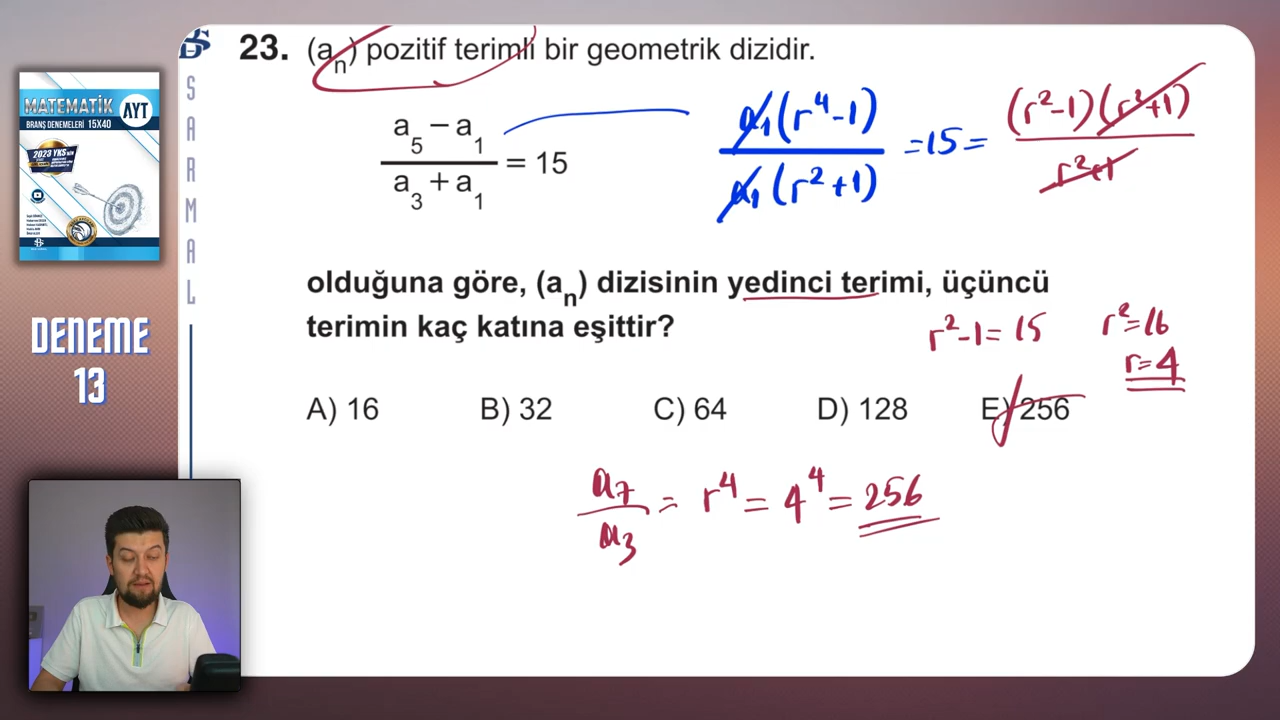 BS
SARMAL
MATEMATİK AYT
BRANŞ DENEMELERİ 15X40
2023 YKS'NİN
DENEME
13
23. (aₙ) pozitif terimli bir geometrik dizidir.
(a₅ − a₁)/(a₃ + a₁) = 15
a₁(r⁴-1)/a₁(r²+1) = 15 = (r²-1)(r²+1)/r²+1
olduğuna göre, (aₙ) dizisinin yedinci terimi, üçüncü
terimin kaç katına eşittir?
r²-1=15 r²=16
r=4
A) 16 B) 32 C) 64 D) 128 E) 256
a₇/a₃ = r⁴ = 4⁴ = 256